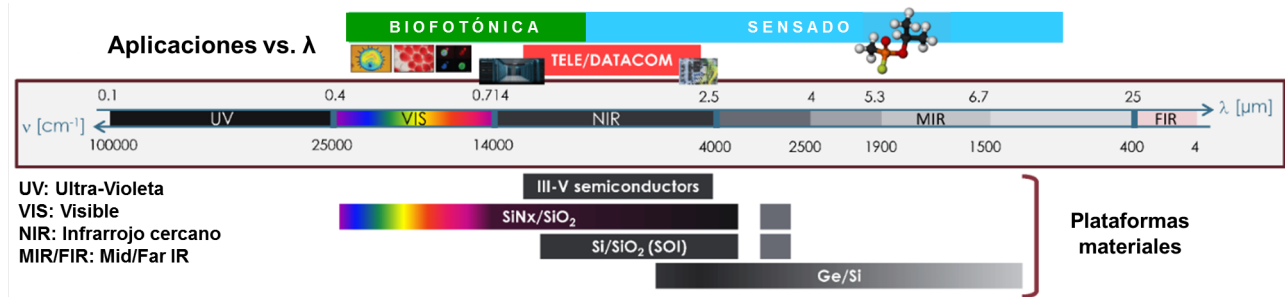 BIOFOTÓNICA
SENSADO
Aplicaciones vs. λ
TELE/DATACOM
0.1 0.4 0.714 2.5 4 5.3 6.7 25 λ [μm]
UV VIS NIR MIR FIR
ν [cm⁻¹]
100000 25000 14000 4000 2500 1900 1500 400 4
III-V semiconductors
UV: Ultra-Violeta
VIS: Visible
NIR: Infrarrojo cercano
MIR/FIR: Mid/Far IR
SiNx/SiO₂
Si/SiO₂ (SOI)
Ge/Si
Plataformas
materiales